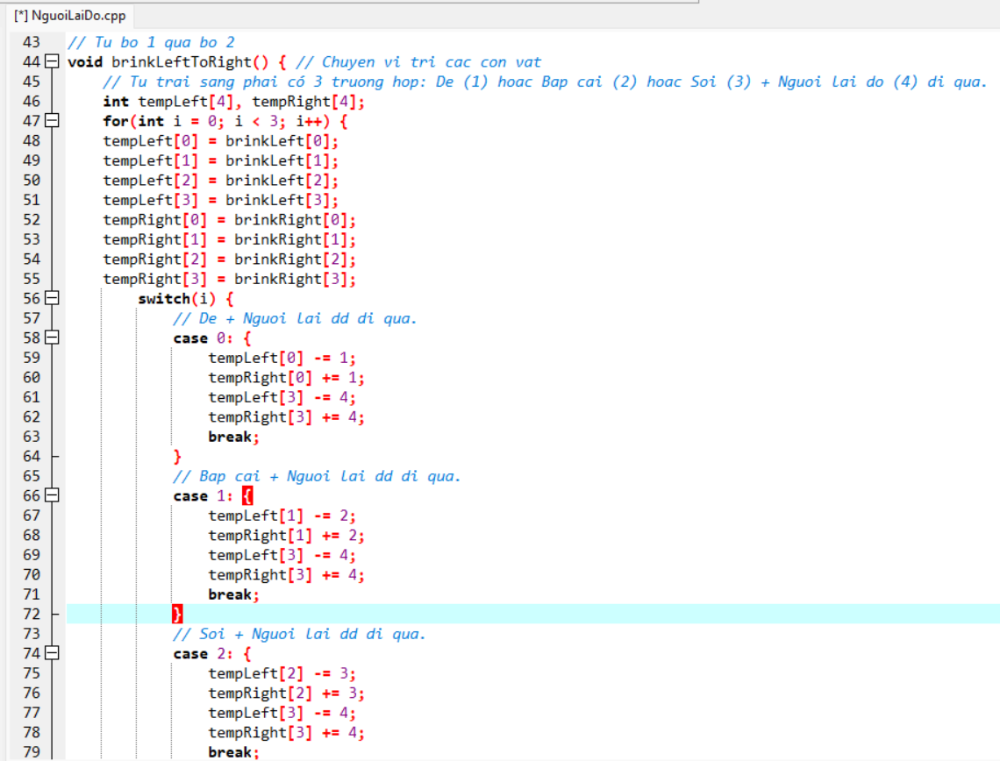 [*] NguoiLaiDo.cpp
43 // Tu bo 1 qua bo 2
44 void brinkLeftToRight() { // Chuyen vi tri cac con vat
45 // Tu trai sang phai có 3 truong hop: De (1) hoac Bap cai (2) hoac Soi (3) + Nguoi lai do (4) di qua.
46 int tempLeft[4], tempRight[4];
47 for(int i = 0; i < 3; i++) {
48 tempLeft[0] = brinkLeft[0];
49 tempLeft[1] = brinkLeft[1];
50 tempLeft[2] = brinkLeft[2];
51 tempLeft[3] = brinkLeft[3];
52 tempRight[0] = brinkRight[0];
53 tempRight[1] = brinkRight[1];
54 tempRight[2] = brinkRight[2];
55 tempRight[3] = brinkRight[3];
56 switch(i) {
57 // De + Nguoi lai dd di qua.
58 case 0: {
59 tempLeft[0] -= 1;
60 tempRight[0] += 1;
61 tempLeft[3] -= 4;
62 tempRight[3] += 4;
63 break;
64 }
65 // Bap cai + Nguoi lai dd di qua.
66 case 1: {
67 tempLeft[1] -= 2;
68 tempRight[1] += 2;
69 tempLeft[3] -= 4;
70 tempRight[3] += 4;
71 break;
72 }
73 // Soi + Nguoi lai dd di qua.
74 case 2: {
75 tempLeft[2] -= 3;
76 tempRight[2] += 3;
77 tempLeft[3] -= 4;
78 tempRight[3] += 4;
79 break;